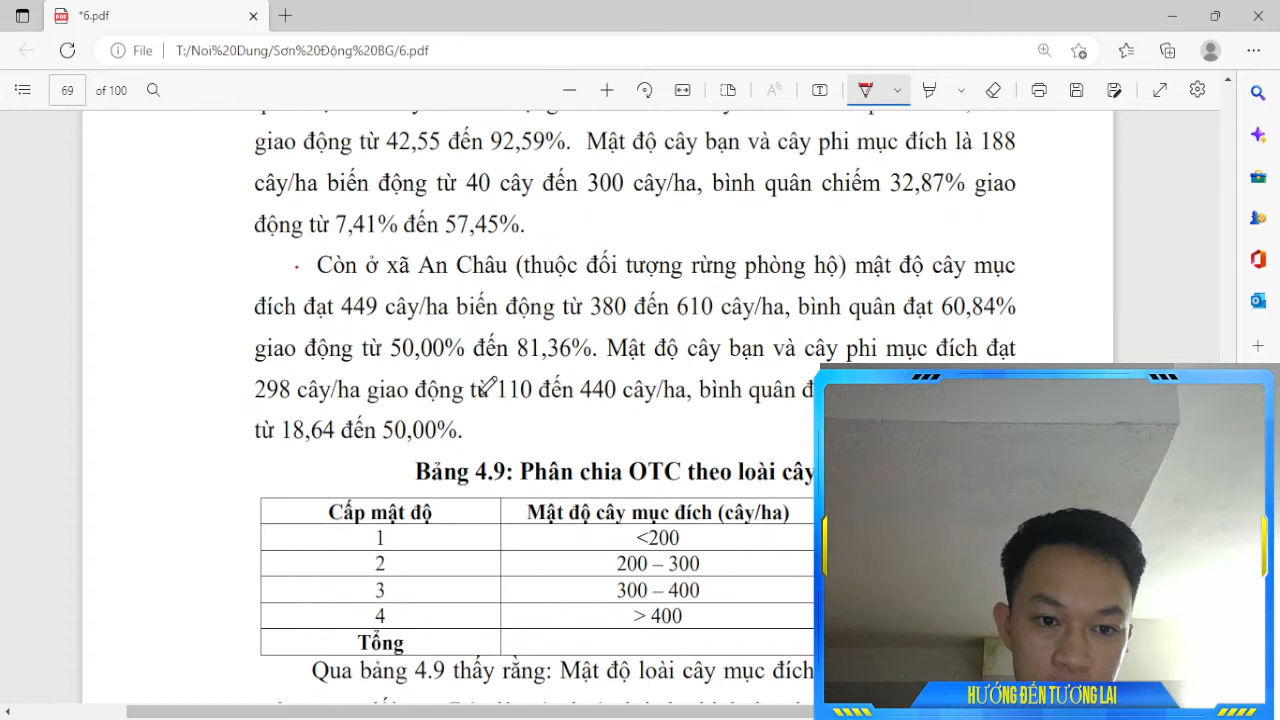 *6.pdf
File T:/Noi%20Dung/Sơn%20Động%20BG/6.pdf
69 of 100
giao động từ 42,55 đến 92,59%. Mật độ cây bạn và cây phi mục đích là 188
cây/ha biến động từ 40 cây đến 300 cây/ha, bình quân chiếm 32,87% giao
động từ 7,41% đến 57,45%.
Còn ở xã An Châu (thuộc đối tượng rừng phòng hộ) mật độ cây mục
đích đạt 449 cây/ha biến động từ 380 đến 610 cây/ha, bình quân đạt 60,84%
giao động từ 50,00% đến 81,36%. Mật độ cây bạn và cây phi mục đích đạt
298 cây/ha giao động từ 110 đến 440 cây/ha, bình quân
từ 18,64 đến 50,00%.
Bảng 4.9: Phân chia OTC theo loài cây
Cấp mật độ Mật độ cây mục đích (cây/ha)
1 <200
2 200 – 300
3 300 – 400
4 > 400
Tổng
Qua bảng 4.9 thấy rằng: Mật độ loài cây mục đích
HƯỚNG ĐẾN TƯƠNG LAI